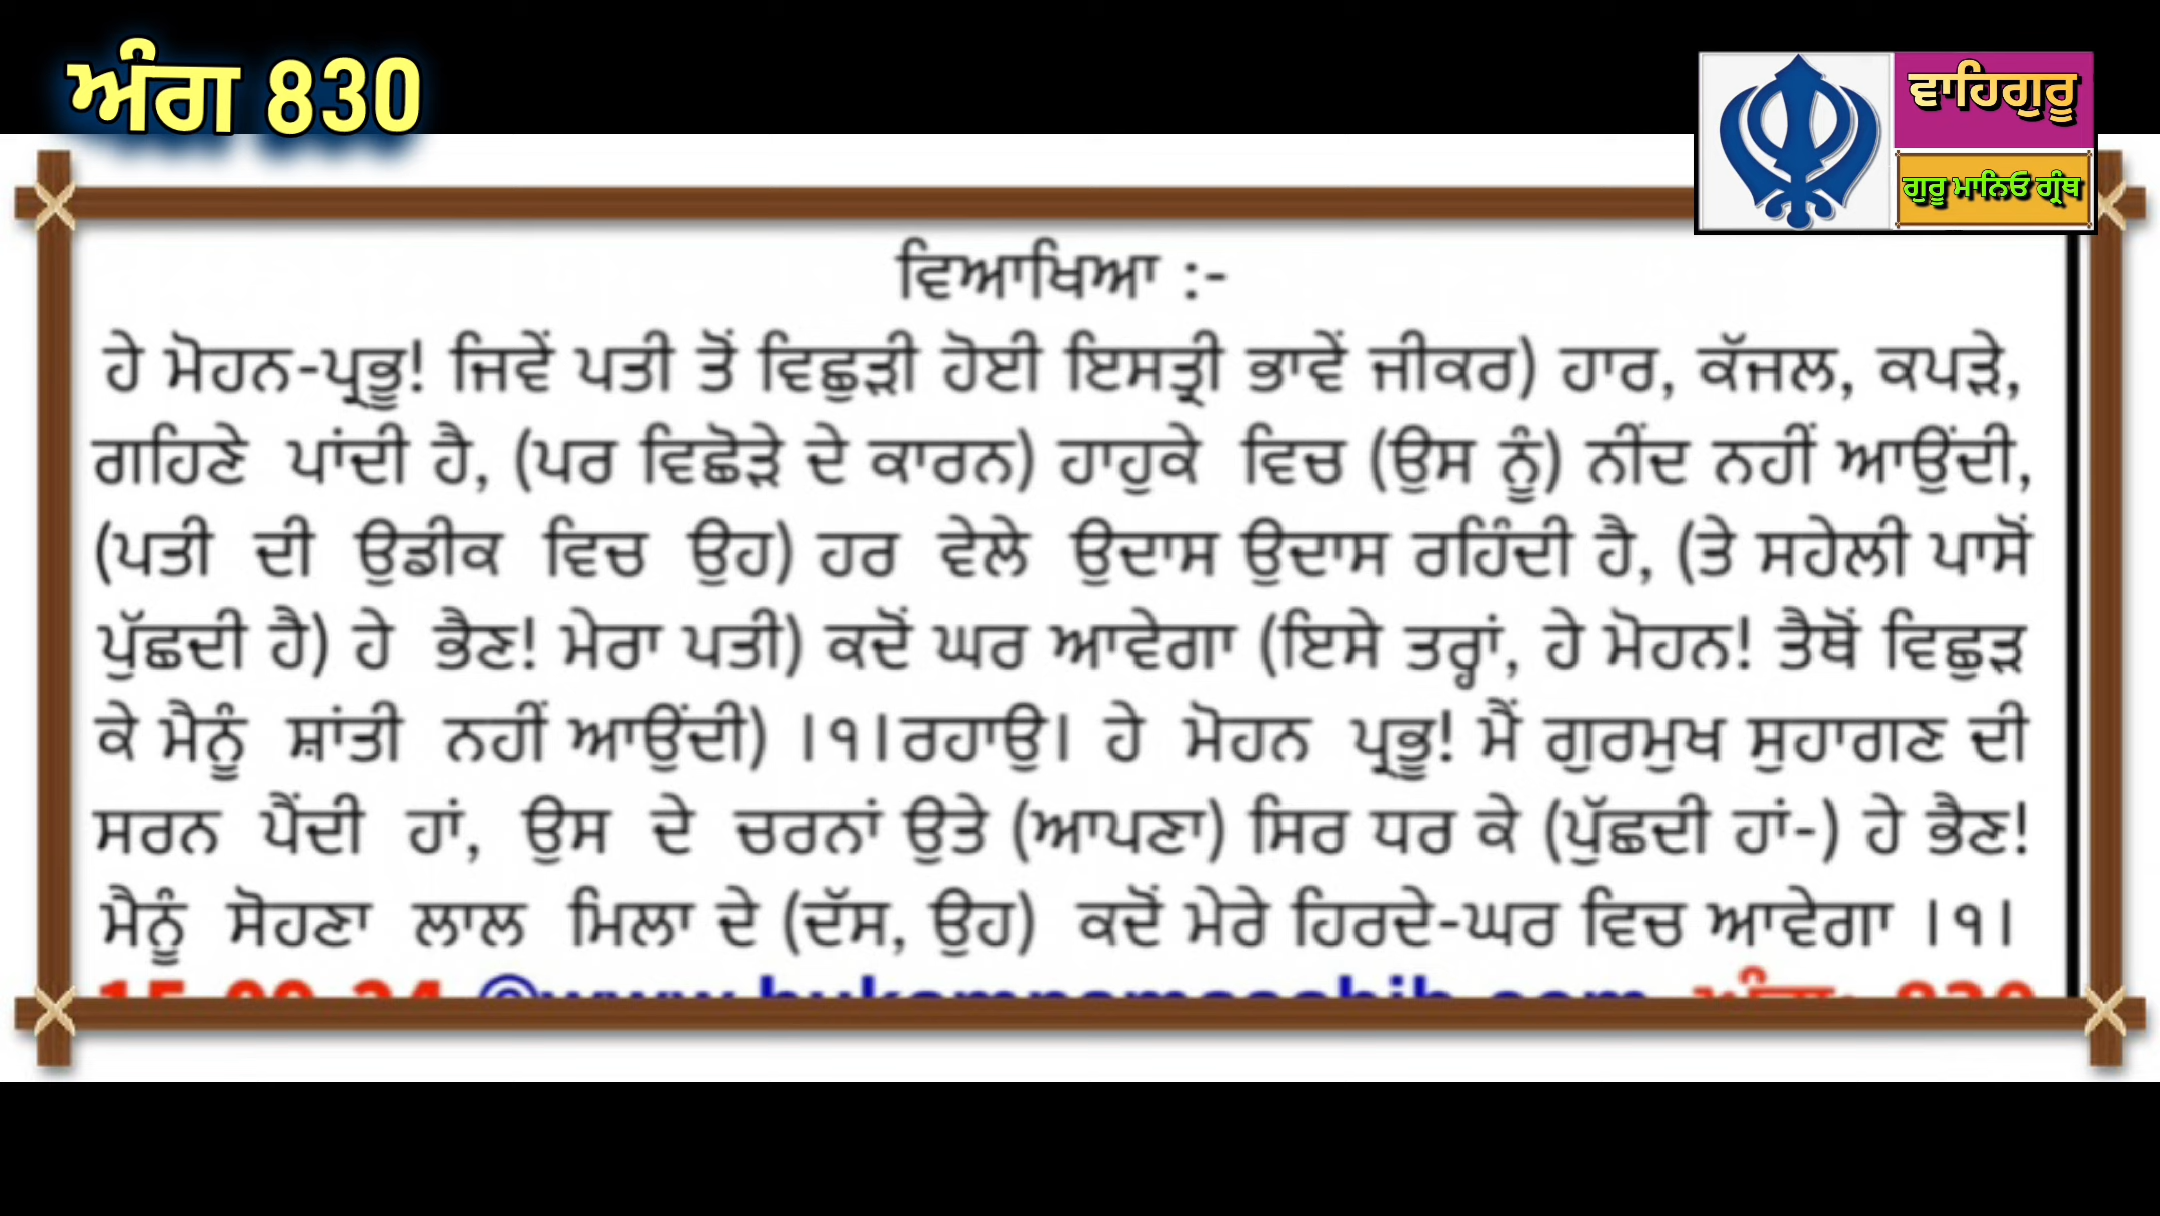 ਅੰਗ 830
ਵਾਹਿਗੁਰੂ
ਗੁਰੂ ਮਾਨਿਓ ਗ੍ਰੰਥ
ਵਿਆਖਿਆ :-
ਹੇ ਮੋਹਨ-ਪ੍ਰਭੂ! ਜਿਵੇਂ ਪਤੀ ਤੋਂ ਵਿਛੁੜੀ ਹੋਈ ਇਸਤ੍ਰੀ ਭਾਵੇਂ ਜੀਕਰ) ਹਾਰ, ਕੱਜਲ, ਕਪੜੇ,
ਗਹਿਣੇ ਪਾਂਦੀ ਹੈ, (ਪਰ ਵਿਛੋੜੇ ਦੇ ਕਾਰਨ) ਹਾਹੁਕੇ ਵਿਚ (ਉਸ ਨੂੰ) ਨੀਂਦ ਨਹੀਂ ਆਉਂਦੀ,
(ਪਤੀ ਦੀ ਉਡੀਕ ਵਿਚ ਉਹ) ਹਰ ਵੇਲੇ ਉਦਾਸ ਉਦਾਸ ਰਹਿੰਦੀ ਹੈ, (ਤੇ ਸਹੇਲੀ ਪਾਸੋਂ
ਪੁੱਛਦੀ ਹੈ) ਹੇ ਭੈਣ! ਮੇਰਾ ਪਤੀ) ਕਦੋਂ ਘਰ ਆਵੇਗਾ (ਇਸੇ ਤਰ੍ਹਾਂ, ਹੇ ਮੋਹਨ! ਤੈਥੋਂ ਵਿਛੁੜ
ਕੇ ਮੈਨੂੰ ਸ਼ਾਂਤੀ ਨਹੀਂ ਆਉਂਦੀ) ।੧।ਰਹਾਉ। ਹੇ ਮੋਹਨ ਪ੍ਰਭੂ! ਮੈਂ ਗੁਰਮੁਖ ਸੁਹਾਗਣ ਦੀ
ਸਰਨ ਪੈਂਦੀ ਹਾਂ, ਉਸ ਦੇ ਚਰਨਾਂ ਉਤੇ (ਆਪਣਾ) ਸਿਰ ਧਰ ਕੇ (ਪੁੱਛਦੀ ਹਾਂ-) ਹੇ ਭੈਣ!
ਮੈਨੂੰ ਸੋਹਣਾ ਲਾਲ ਮਿਲਾ ਦੇ (ਦੱਸ, ਉਹ) ਕਦੋਂ ਮੇਰੇ ਹਿਰਦੇ-ਘਰ ਵਿਚ ਆਵੇਗਾ ।੧।